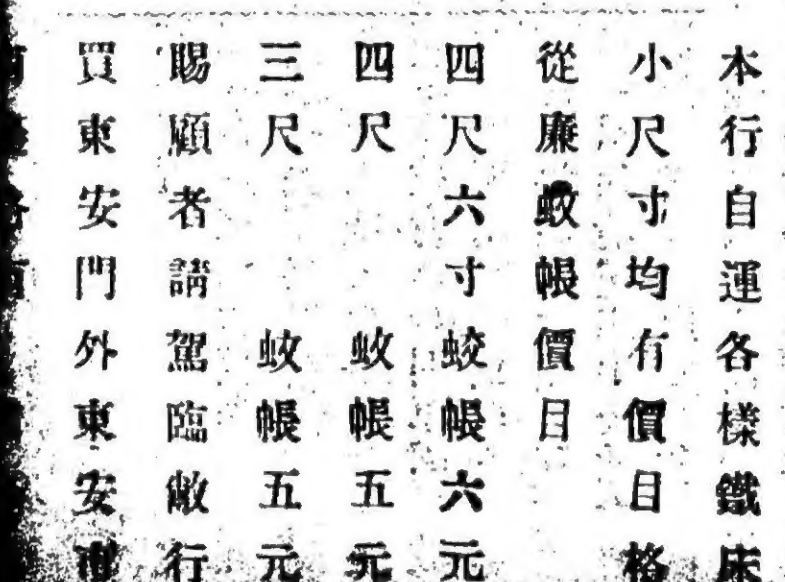 本行自運各樣鐵床
小尺寸均有價目格
從廉蚊帳價目
四尺六寸蛟帳六元
四尺 蚊帳五元
三尺 蚊帳五元
賜顧者請駕臨敝行
買東安門外東安市